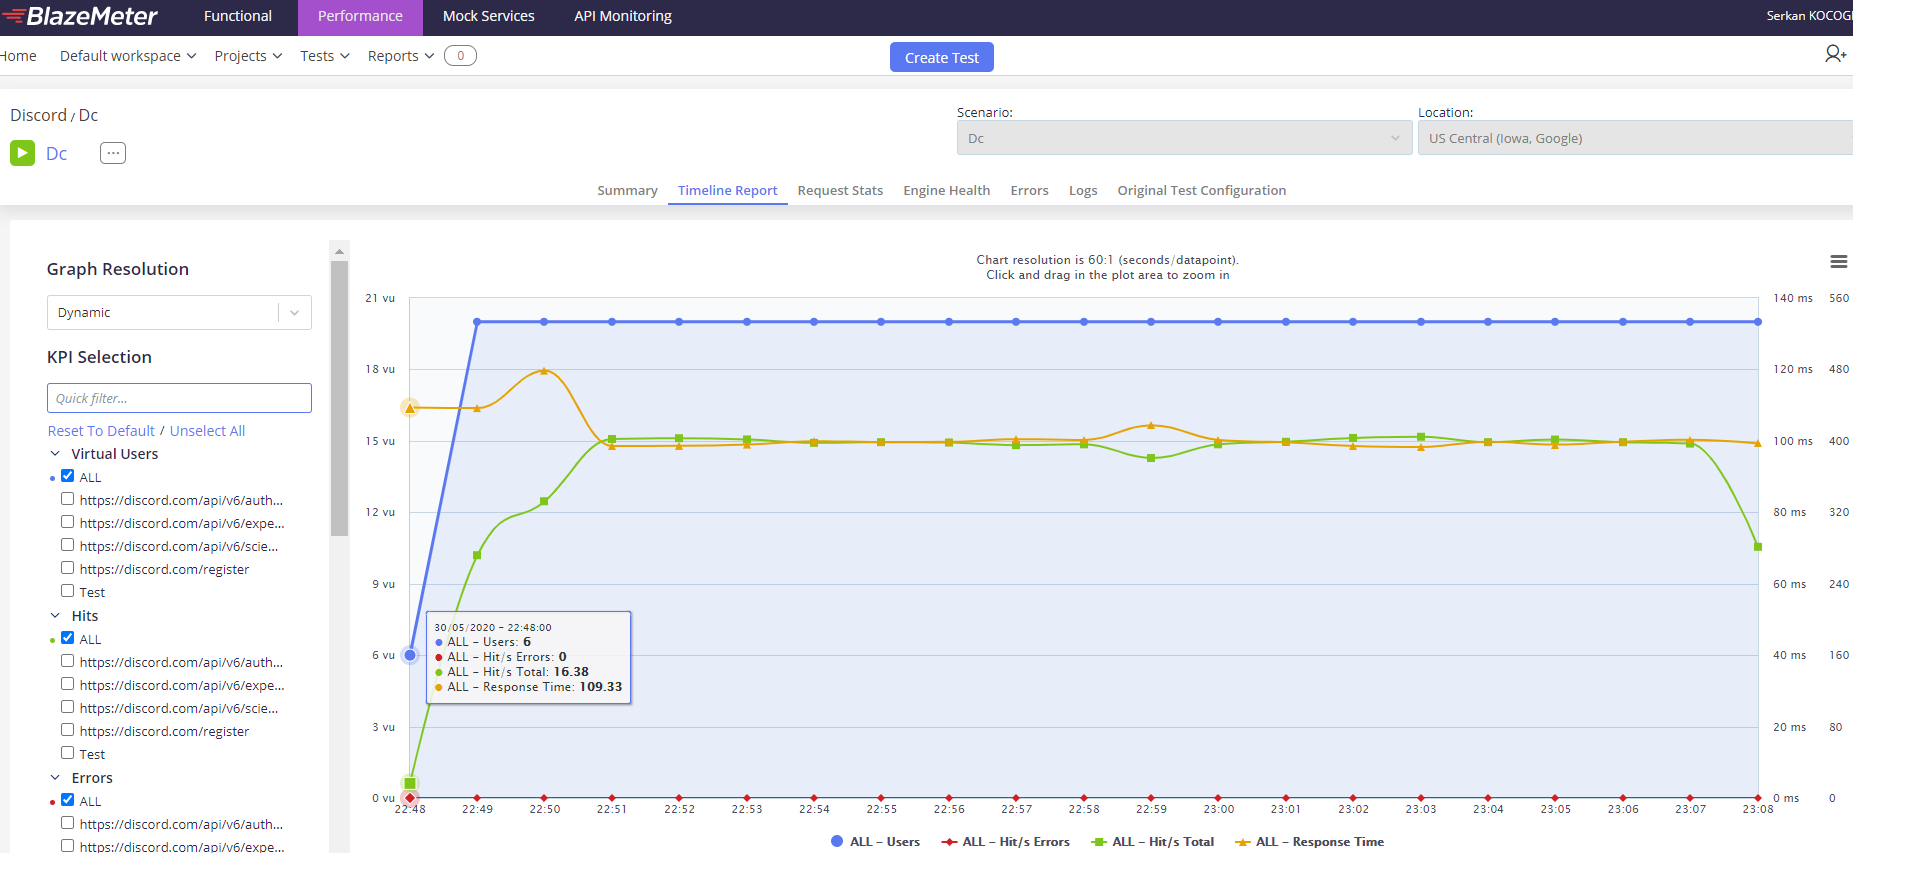 BlazeMeter
Functional
Performance
Mock Services
API Monitoring
Serkan KOCOG
Home
Default workspace
Projects
Tests
Reports
0
Create Test
Discord / Dc
Dc
Scenario:
Dc
Location:
US Central (Iowa, Google)
Summary
Timeline Report
Request Stats
Engine Health
Errors
Logs
Original Test Configuration
Graph Resolution
Dynamic
KPI Selection
Quick filter...
Reset To Default / Unselect All
Virtual Users
ALL
https://discord.com/api/v6/auth...
https://discord.com/api/v6/expe...
https://discord.com/api/v6/scie...
https://discord.com/register
Test
Hits
ALL
https://discord.com/api/v6/auth...
https://discord.com/api/v6/expe...
https://discord.com/api/v6/scie...
https://discord.com/register
Test
Errors
ALL
https://discord.com/api/v6/auth...
https://discord.com/api/v6/expe...
Chart resolution is 60:1 (seconds/datapoint).
Click and drag in the plot area to zoom in
21 vu
18 vu
15 vu
12 vu
9 vu
6 vu
3 vu
0 vu
140 ms 560
120 ms 480
100 ms 400
80 ms 320
60 ms 240
40 ms 160
20 ms 80
0 ms 0
30/05/2020 - 22:48:00
ALL - Users: 6
ALL - Hit/s Errors: 0
ALL - Hit/s Total: 16.38
ALL - Response Time: 109.33
22:48 22:49 22:50 22:51 22:52 22:53 22:54 22:55 22:56 22:57 22:58 22:59 23:00 23:01 23:02 23:03 23:04 23:05 23:06 23:07 23:08
ALL - Users ALL - Hit/s Errors ALL - Hit/s Total ALL - Response Time